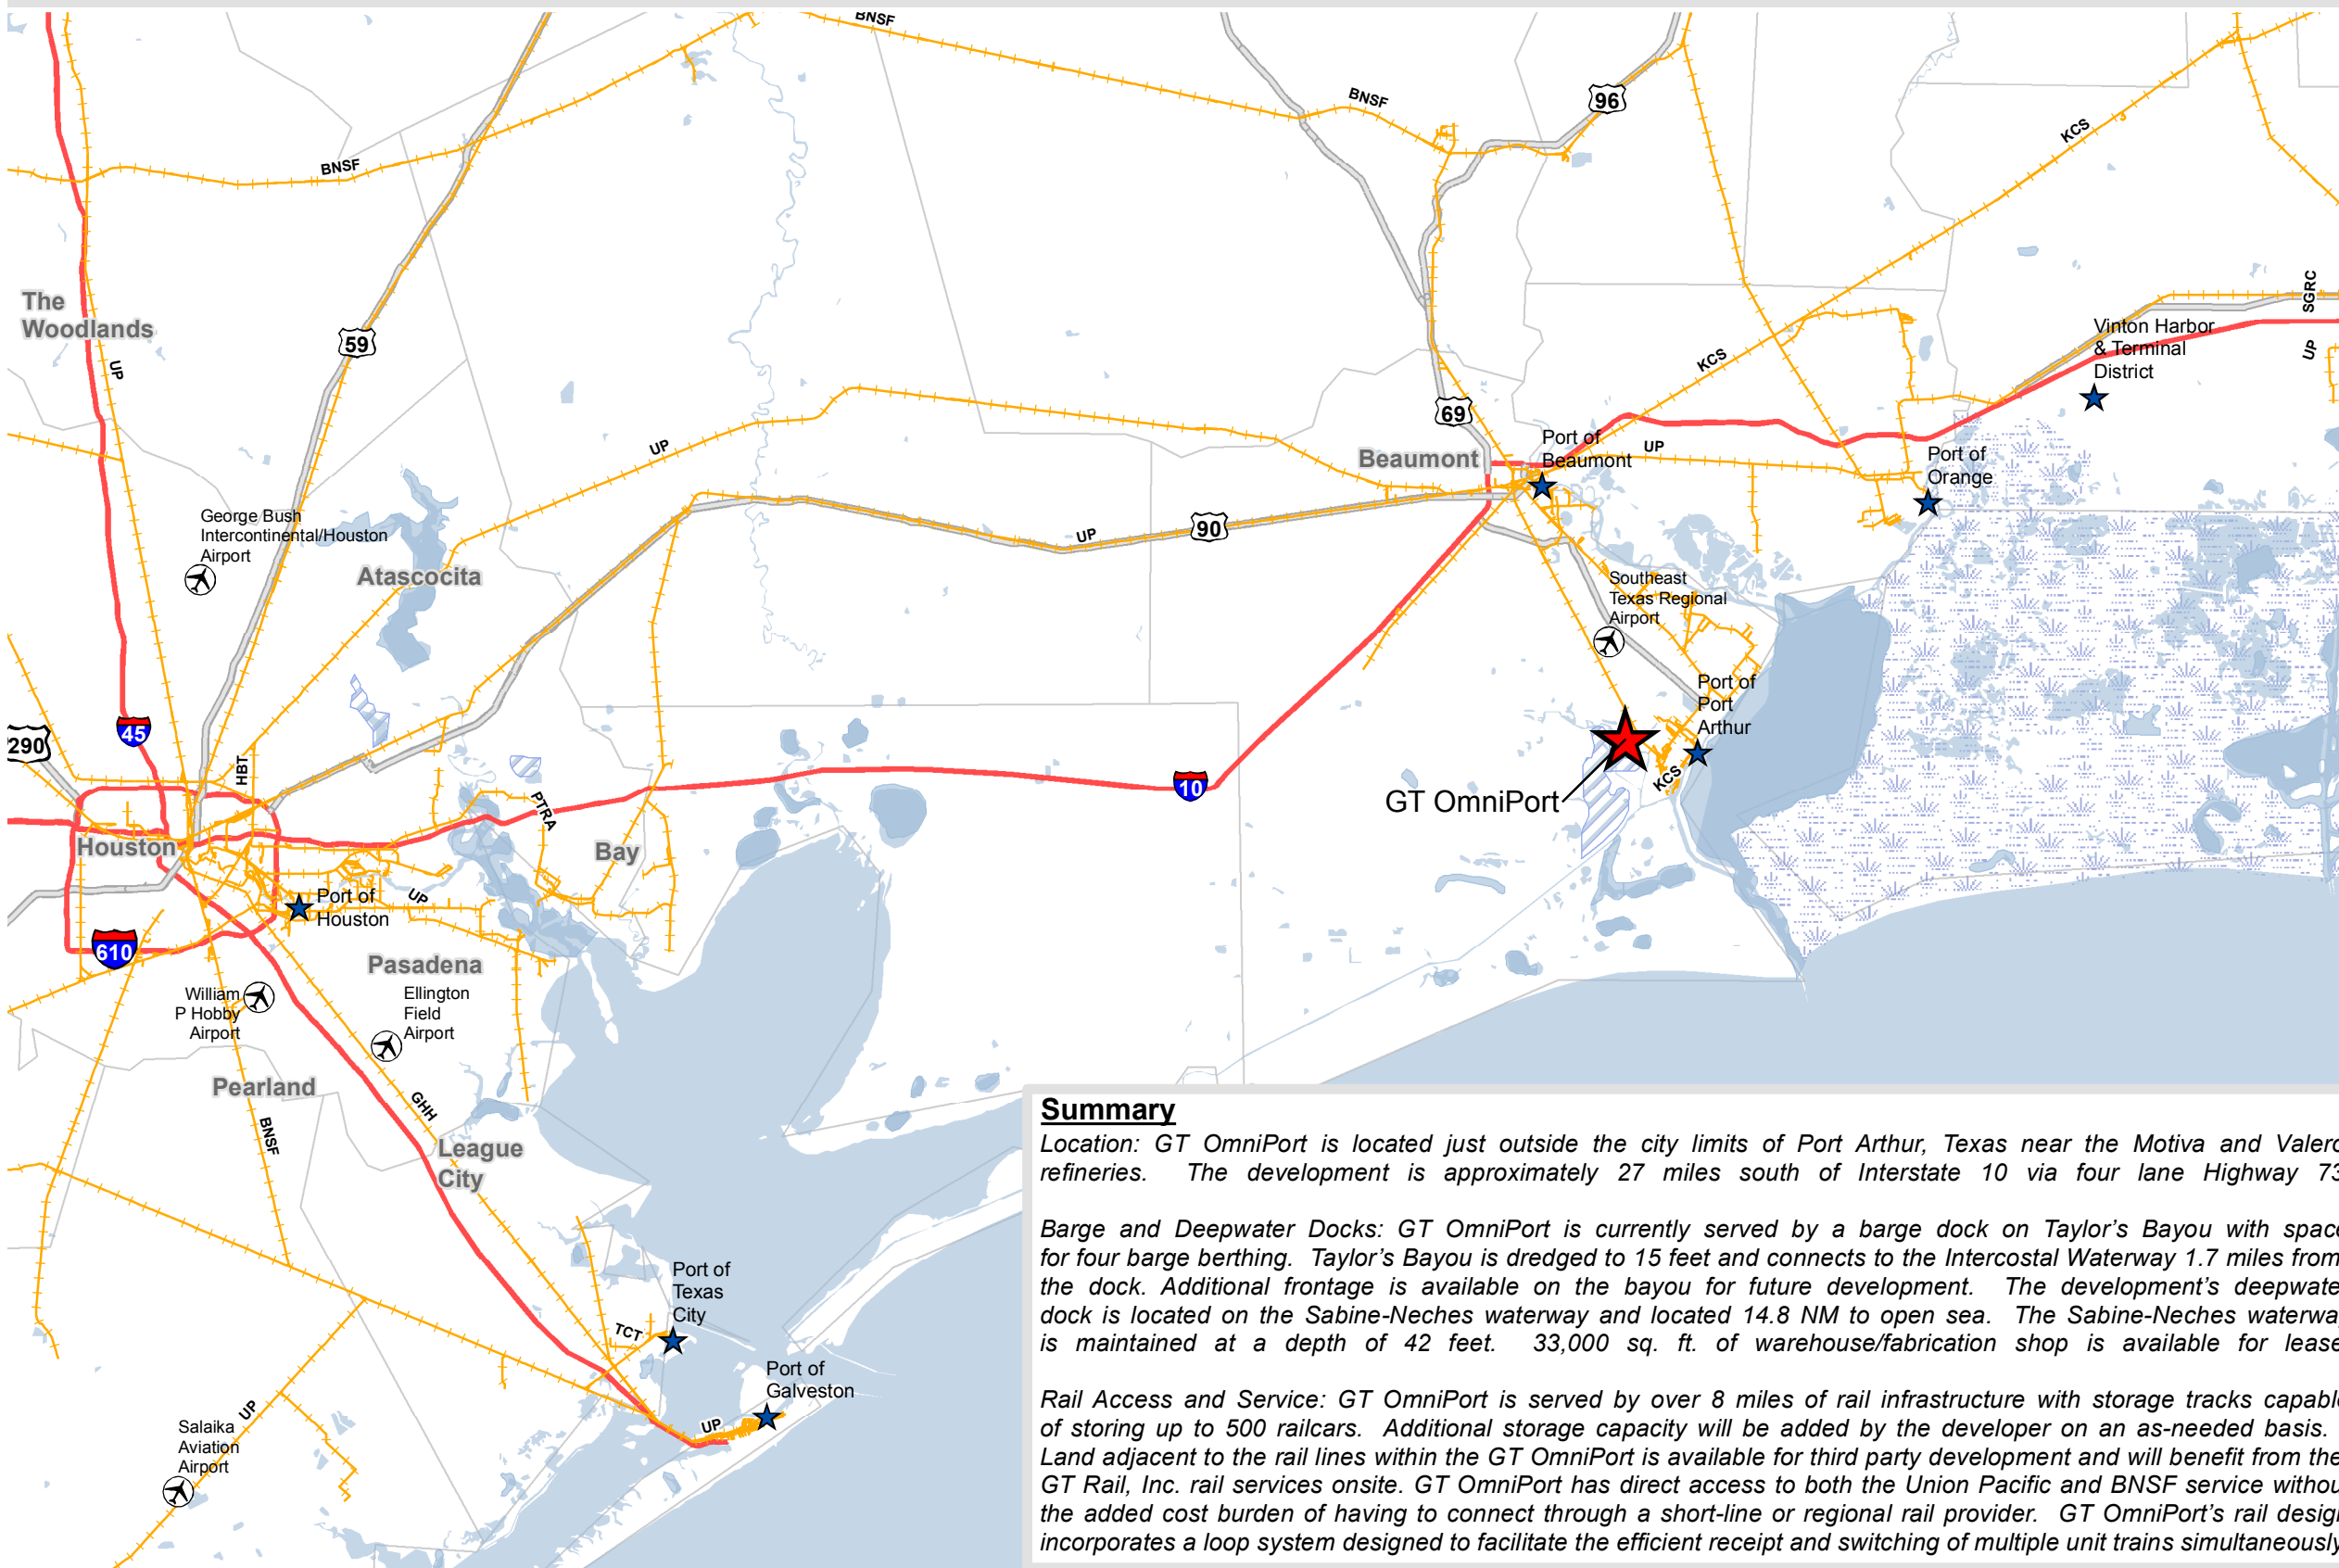 BNSF
BNSF
96
KCS
BNSF
The
Woodlands
UP
59
SGRC
Vinton Harbor
& Terminal
District
UP
KCS
69
UP
Beaumont
Port of
Beaumont
UP
Port of
Orange
George Bush
Intercontinental/Houston
Airport
UP
90
Atascocita
Southeast
Texas Regional
Airport
Port of
Port
Arthur
45
290
HBT
10
KCS
GT OmniPort
PTRA
Houston
Bay
Port of
Houston
UP
610
Pasadena
William
P Hobby
Airport
Ellington
Field
Airport
Pearland
GHH
BNSF
League
City
Port of
Texas
City
TCT
Port of
Galveston
UP
UP
Salaika
Aviation
Airport
Summary
Location: GT OmniPort is located just outside the city limits of Port Arthur, Texas near the Motiva and Valero
refineries. The development is approximately 27 miles south of Interstate 10 via four lane Highway 73
Barge and Deepwater Docks: GT OmniPort is currently served by a barge dock on Taylor's Bayou with space
for four barge berthing. Taylor's Bayou is dredged to 15 feet and connects to the Intercostal Waterway 1.7 miles from
the dock. Additional frontage is available on the bayou for future development. The development's deepwate
dock is located on the Sabine-Neches waterway and located 14.8 NM to open sea. The Sabine-Neches waterwa
is maintained at a depth of 42 feet. 33,000 sq. ft. of warehouse/fabrication shop is available for lease
Rail Access and Service: GT OmniPort is served by over 8 miles of rail infrastructure with storage tracks capabl
of storing up to 500 railcars. Additional storage capacity will be added by the developer on an as-needed basis.
Land adjacent to the rail lines within the GT OmniPort is available for third party development and will benefit from the
GT Rail, Inc. rail services onsite. GT OmniPort has direct access to both the Union Pacific and BNSF service withou
the added cost burden of having to connect through a short-line or regional rail provider. GT OmniPort's rail desig
incorporates a loop system designed to facilitate the efficient receipt and switching of multiple unit trains simultaneously